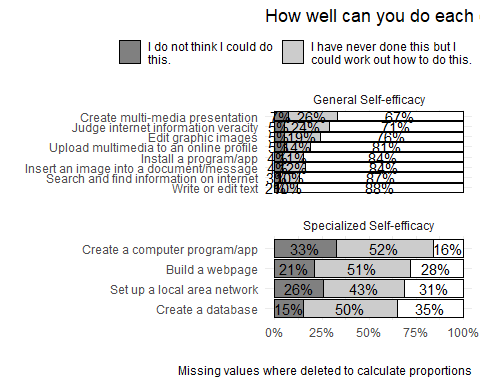 How well can you do each
I do not think I could do
this.
I have never done this but I
could work out how to do this.
General Self-efficacy
Create multi-media presentation 7% 26% 67%
Judge internet information veracity 5% 24% 71%
Edit graphic images 5% 19% 76%
Upload multimedia to an online profile 5% 14% 81%
Install a program/app 4% 11% 84%
Insert an image into a document/message 4% 12% 84%
Search and find information on internet 3% 10% 87%
Write or edit text 2% 10% 88%
Specialized Self-efficacy
Create a computer program/app 33% 52% 16%
Build a webpage 21% 51% 28%
Set up a local area network 26% 43% 31%
Create a database 15% 50% 35%
0% 25% 50% 75% 100%
Missing values where deleted to calculate proportions